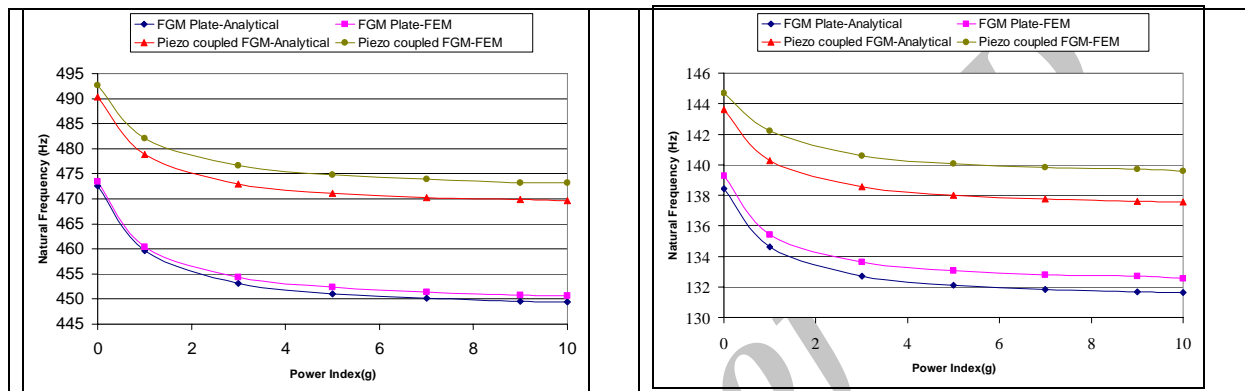 FGM Plate-Analytical FGM Plate-FEM
Piezo coupled FGM-Analytical Piezo coupled FGM-FEM
495
490
485
480
475
470
465
460
455
450
445
Natural Frequency (Hz)
0 2 4 6 8 10
Power Index(g)
FGM Plate-Analytical FGM Plate-FEM
Piezo coupled FGM-Analytical Piezo coupled FGM-FEM
146
144
142
140
138
136
134
132
130
Natural Frequency (Hz)
0 2 4 6 8 10
Power Index(g)